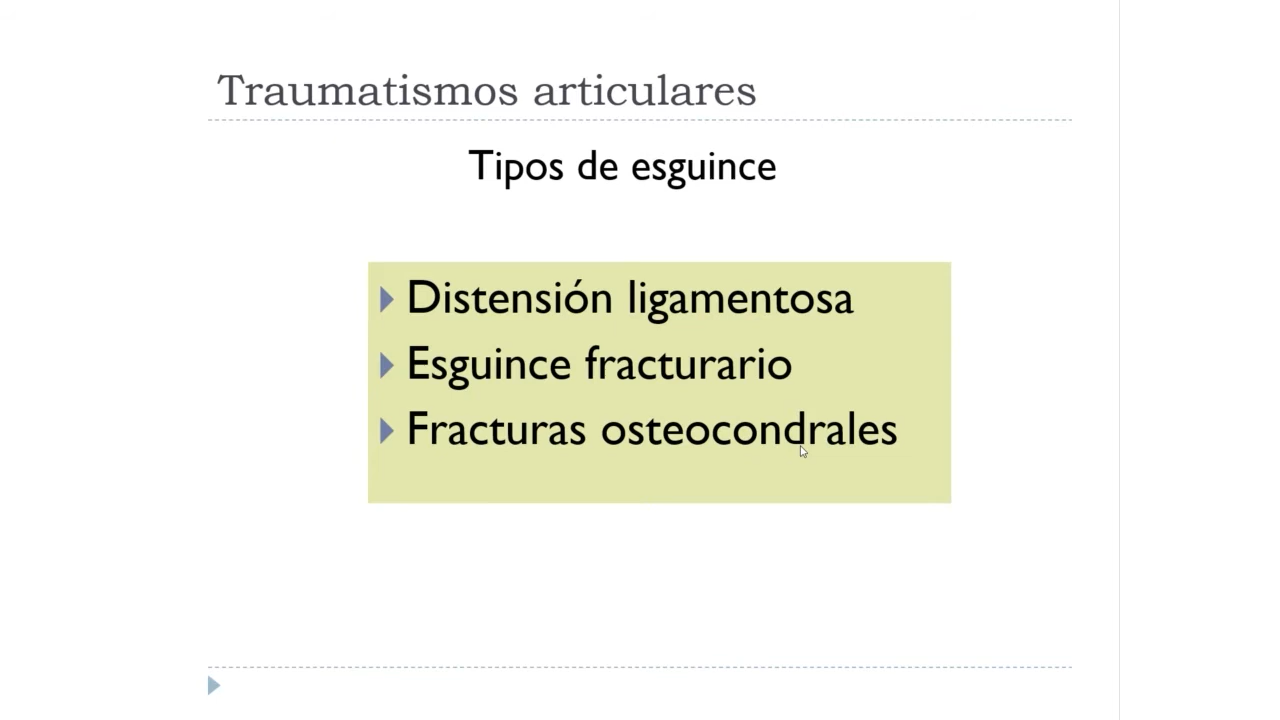 Traumatismos articulares
Tipos de esguince
Distensión ligamentosa
Esguince fracturario
Fracturas osteocondrales